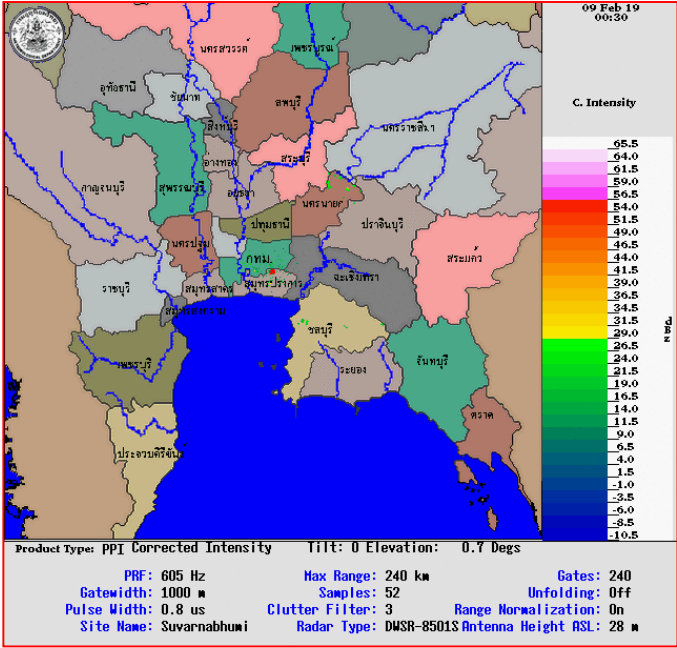 09 Feb 19
00:30
C. Intensity
65.5
64.0
61.5
59.0
56.5
54.0
51.5
49.0
46.5
44.0
41.5
39.0
36.5
34.0
31.5
29.0
26.5
24.0
21.5
19.0
16.5
14.0
11.5
9.0
6.5
4.0
1.5
-1.0
-3.5
-6.0
-8.5
-10.5
นครสวรรค์
เพชรบูรณ์
อุทัยธานี
ชัยนาท
ลพบุรี
สิงหบุรี
นครราชสีมา
อ่างทอง
สระบุรี
กาญจนบุรี
สุพรรณบุรี
อยุธยา
นครนายก
ปทุมธานี
ปราจีนบุรี
นครปฐม
กทม.
สระแก้ว
ราชบุรี
สมุทรสาคร
สมุทรปราการ
ฉะเชิงเทรา
สมุทรสงคราม
ชลบุรี
เพชรบุรี
ระยอง
จันทบุรี
ตราด
ประจวบคิรีขันธ
Product Type: PPI Corrected Intensity Tilt: 0 Elevation: 0.7 Degs
PRF: 605 Hz Max Range: 240 km Gates: 240
Gatewidth: 1000 m Samples: 52 Unfolding: Off
Pulse Width: 0.8 us Clutter Filter: 3 Range Normalization: On
Site Name: Suvarnabhumi Radar Type: DWSR-8501S Antenna Height ASL: 28 m